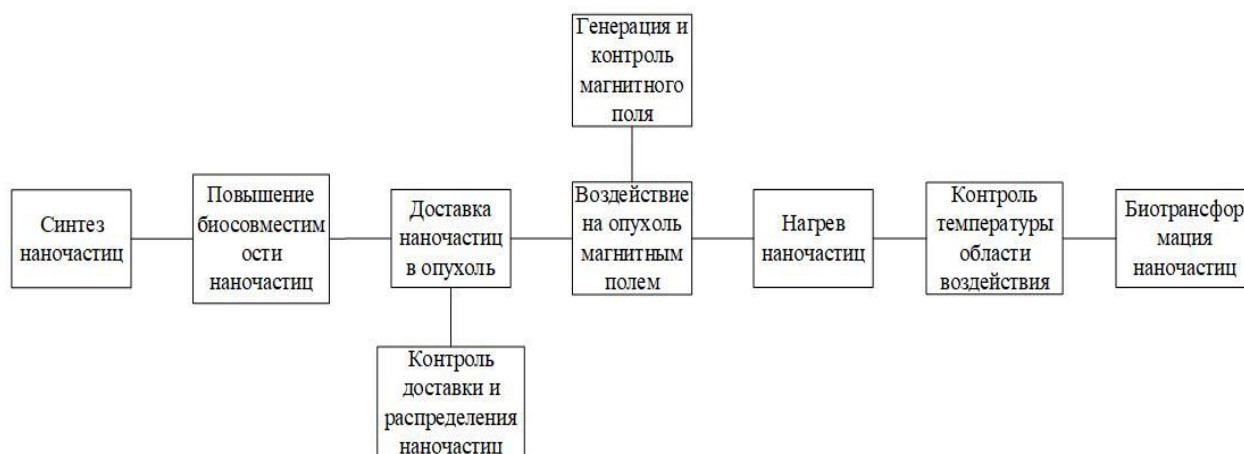 Генерация и
контроль
магнитного
поля
Синтез
наночастиц
Повышение
биосовместим
ости
наночастиц
Доставка
наночастиц
в опухоль
Воздействие
на опухоль
магнитным
полем
Нагрев
наночастиц
Контроль
температуры
области
воздействия
Биотрансфор
мация
наночастиц
Контроль
доставки и
распределения
наночастиц